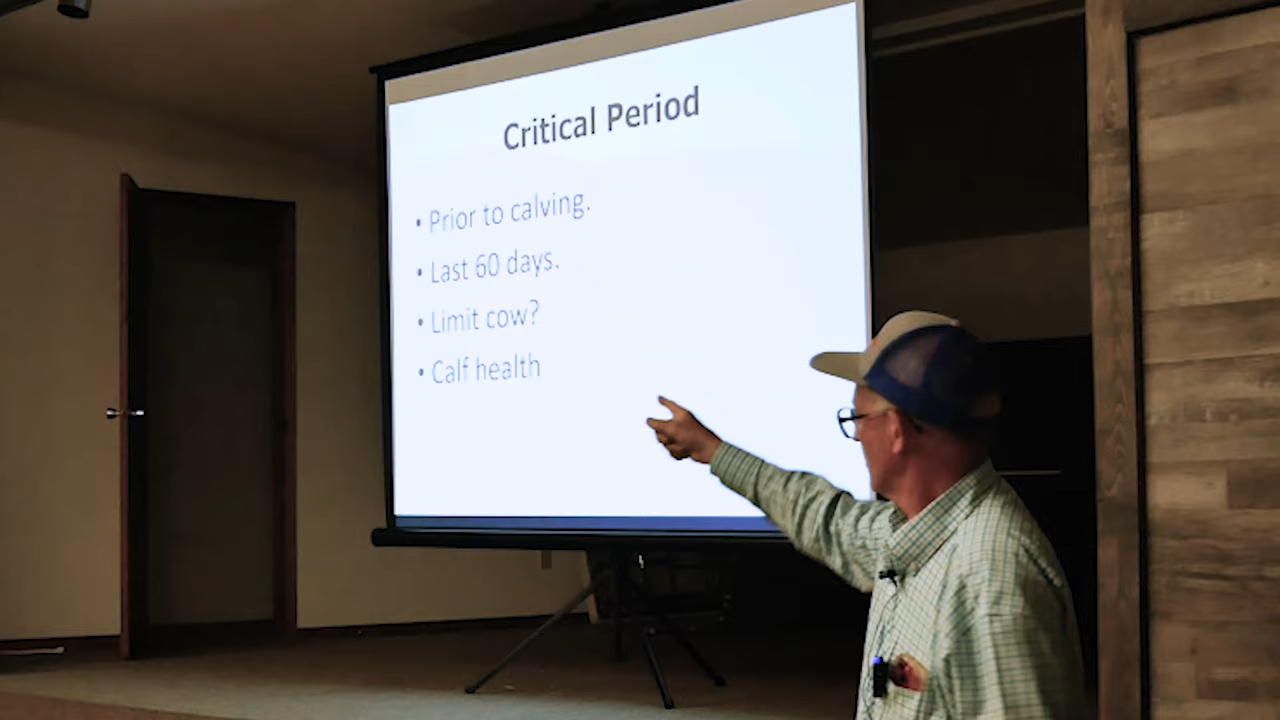 Critical Period
• Prior to calving.
• Last 60 days.
• Limit cow?
• Calf health